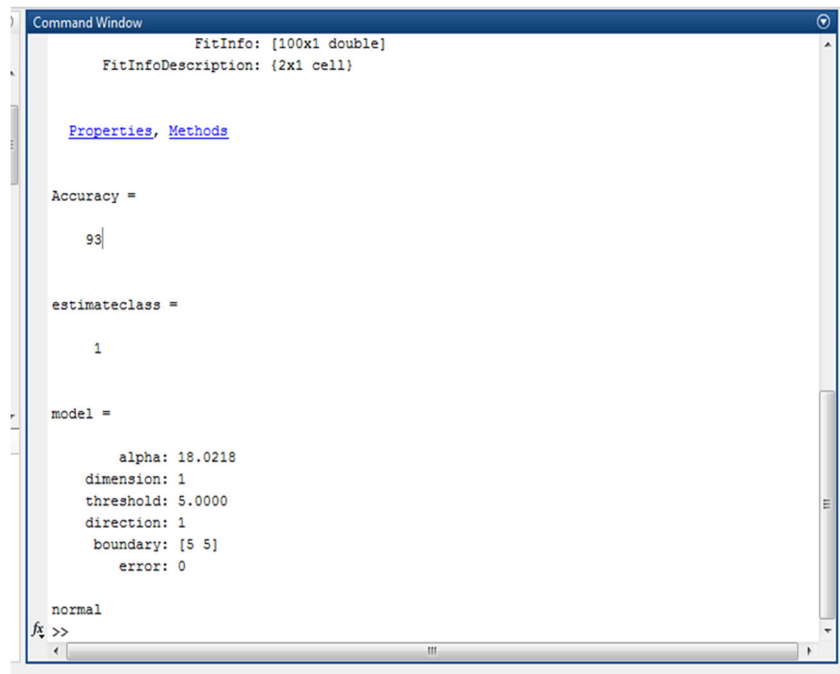 Command Window
FitInfo: [100x1 double]
FitInfoDescription: {2x1 cell}
Properties, Methods
Accuracy =
93
estimateclass =
1
model =
alpha: 18.0218
dimension: 1
threshold: 5.0000
direction: 1
boundary: [5 5]
error: 0
normal
fx >>